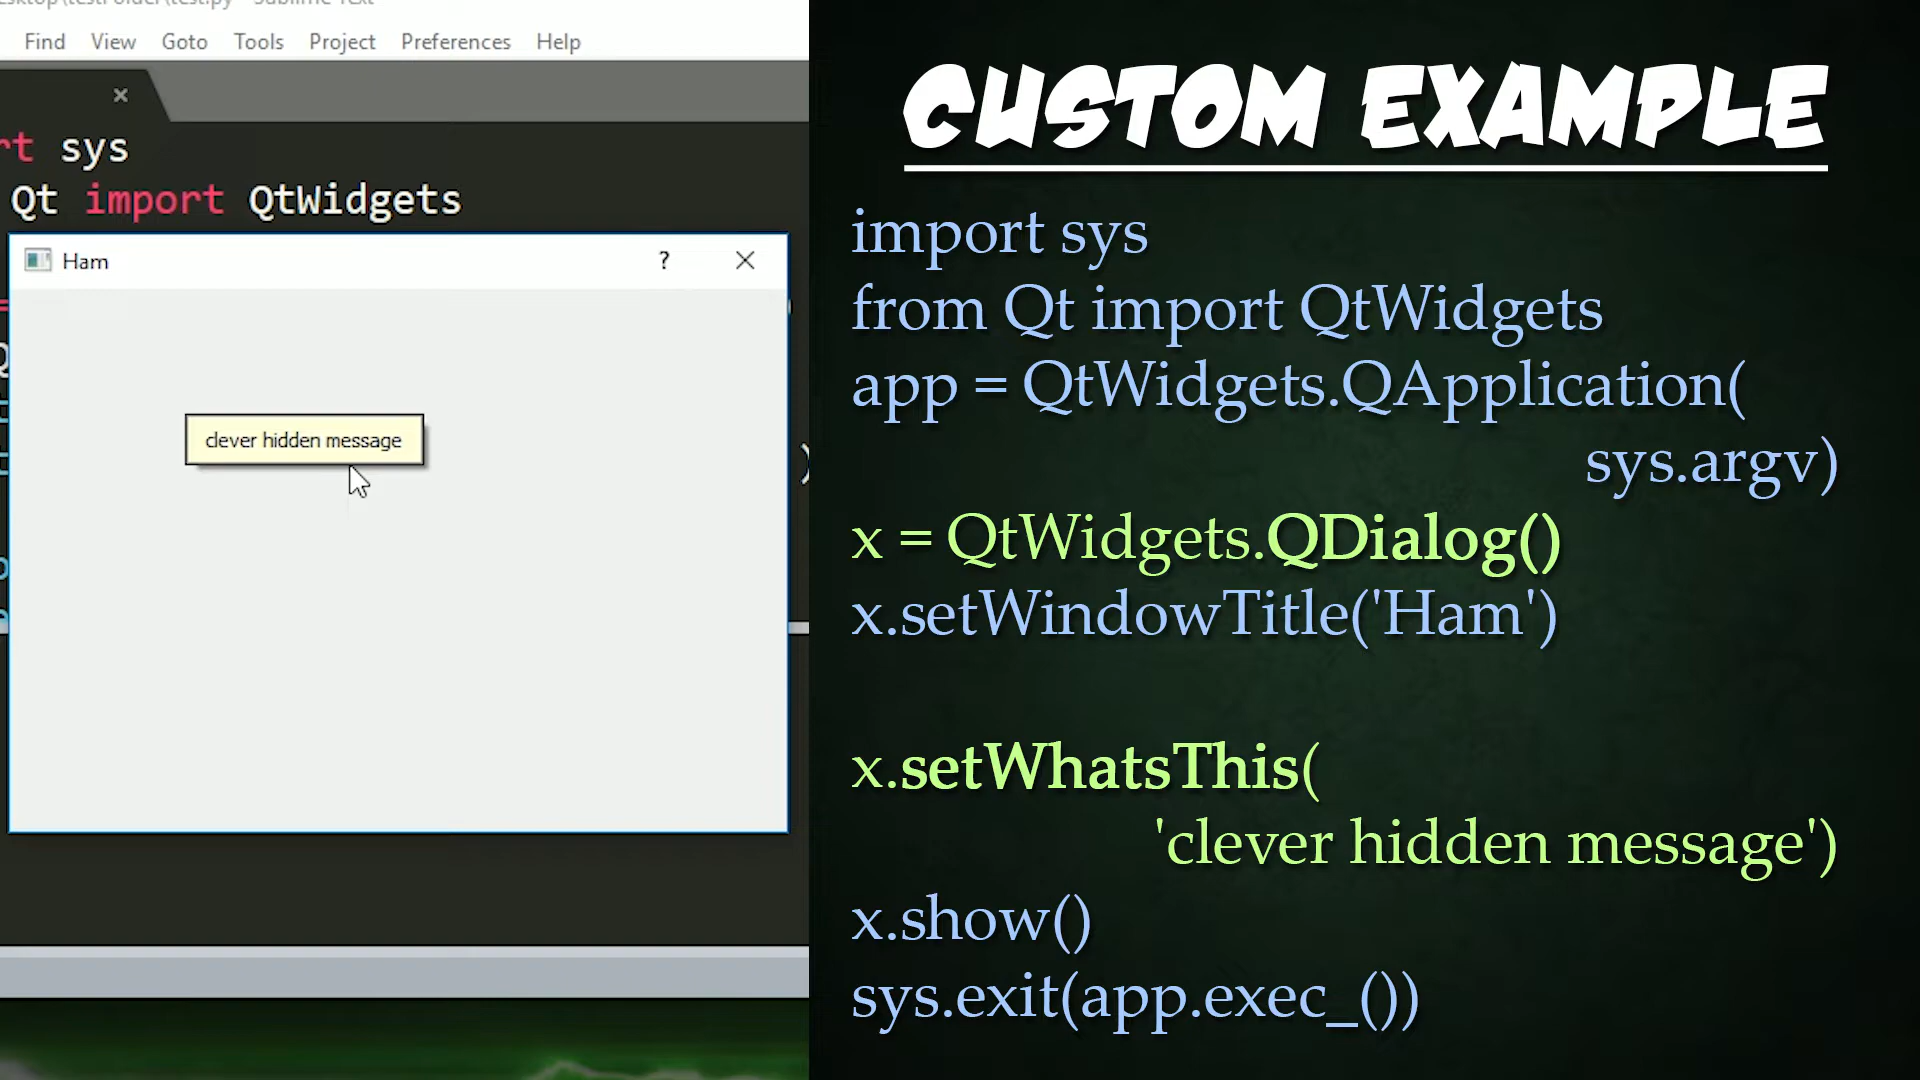 Find View Goto Tools Project Preferences Help
sys
Qt import QtWidgets
Ham
clever hidden message
CUSTOM EXAMPLE
import sys
from Qt import QtWidgets
app = QtWidgets.QApplication(
sys.argv)
x = QtWidgets.QDialog()
x.setWindowTitle('Ham')
x.setWhatsThis(
'clever hidden message')
x.show()
sys.exit(app.exec_())